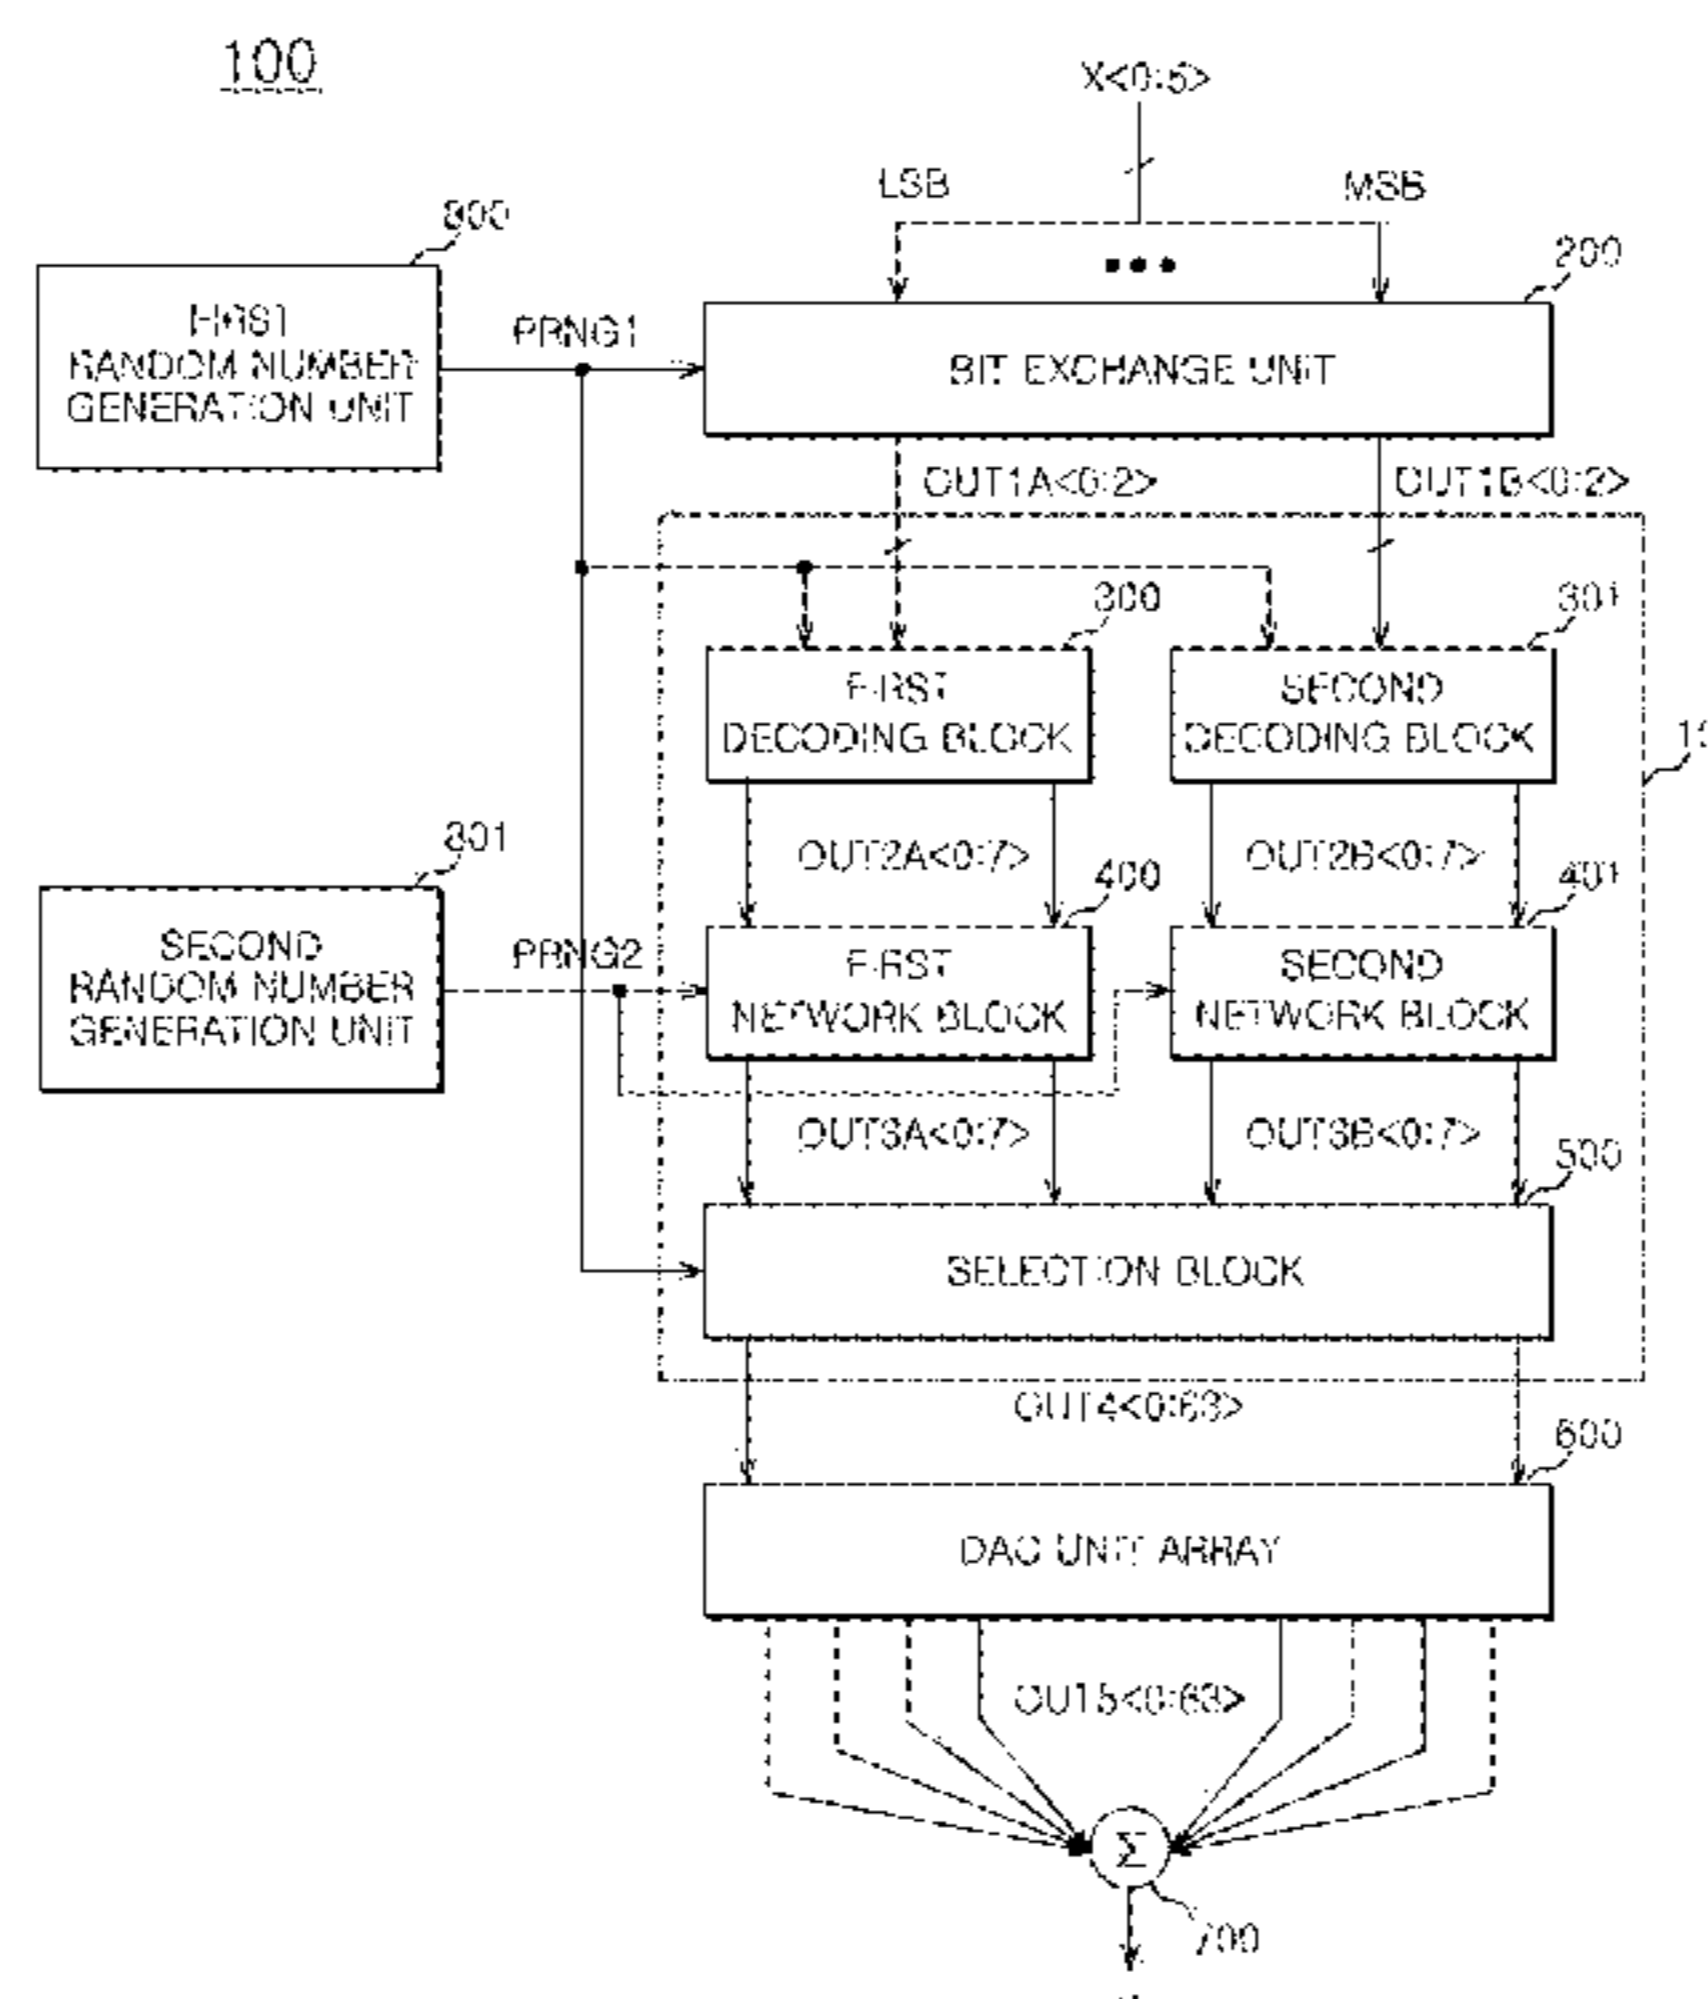 100
X<0:5>
LSB
MSB
800
200
FIRST
RANDOM NUMBER
GENERATION UNIT
PRNG1
BIT EXCHANGE UNIT
OUT1A<0:2>
OUT1B<0:2>
300
301
FIRST
DECODING BLOCK
SECOND
DECODING BLOCK
801
OUT2A<0:7>
OUT2B<0:7>
400
401
SECOND
RANDOM NUMBER
GENERATION UNIT
PRNG2
FIRST
NETWORK BLOCK
SECOND
NETWORK BLOCK
OUT3A<0:7>
OUT3B<0:7>
500
SELECTION BLOCK
OUT4<0:63>
600
DAC UNIT ARRAY
OUT5<0:63>
Σ
700